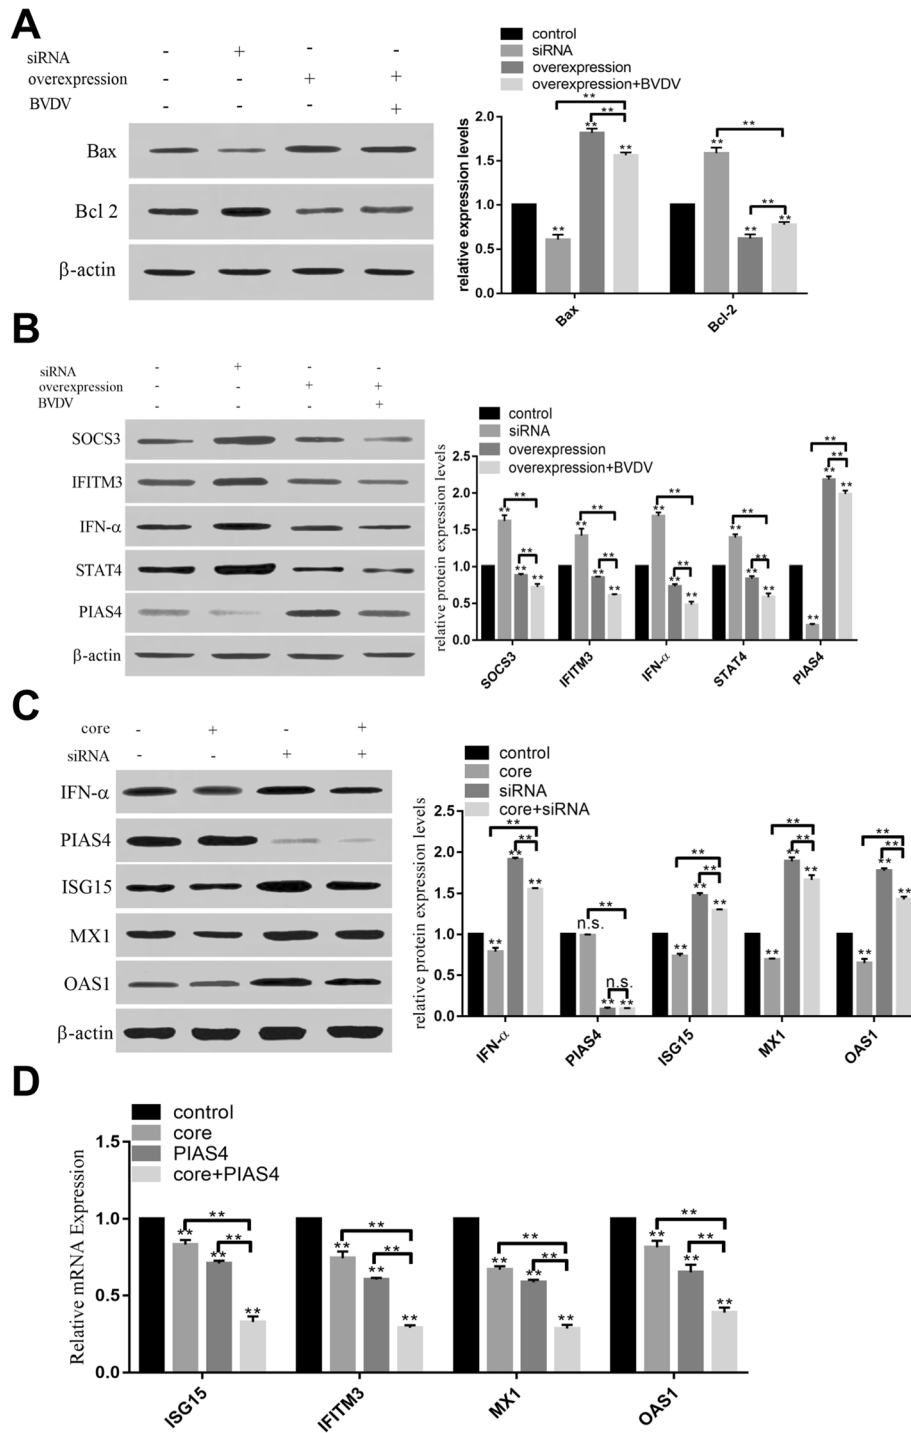 A
siRNA - + - -
overexpression - - + +
BVDV - - - +
Bax
Bcl 2
β-actin
control
siRNA
overexpression
overexpression+BVDV
relative expression levels
2.0
1.5
1.0
0.5
0.0
** ** ** ** **
** ** ** ** **
Bax Bcl-2
B
siRNA - + - -
overexpression - - + +
BVDV - - - +
SOCS3
IFITM3
IFN-α
STAT4
PIAS4
β-actin
control
siRNA
overexpression
overexpression+BVDV
relative protein expression levels
2.5
2.0
1.5
1.0
0.5
0.0
** ** ** ** **
** ** ** ** **
** ** ** ** **
** ** ** ** **
** ** ** ** **
SOCS3 IFITM3 IFN-α STAT4 PIAS4
C
core - + - +
siRNA - - + +
IFN-α
PIAS4
ISG15
MX1
OAS1
β-actin
control
core
siRNA
core+siRNA
relative protein expression levels
2.5
2.0
1.5
1.0
0.5
0.0
** ** ** ** **
n.s. ** n.s. ** **
** ** ** ** **
** ** ** ** **
** ** ** ** **
IFN-α PIAS4 ISG15 MX1 OAS1
D
control
core
PIAS4
core+PIAS4
Relative mRNA Expression
1.5
1.0
0.5
0.0
** ** ** ** **
** ** ** ** **
** ** ** ** **
** ** ** ** **
ISG15 IFITM3 MX1 OAS1